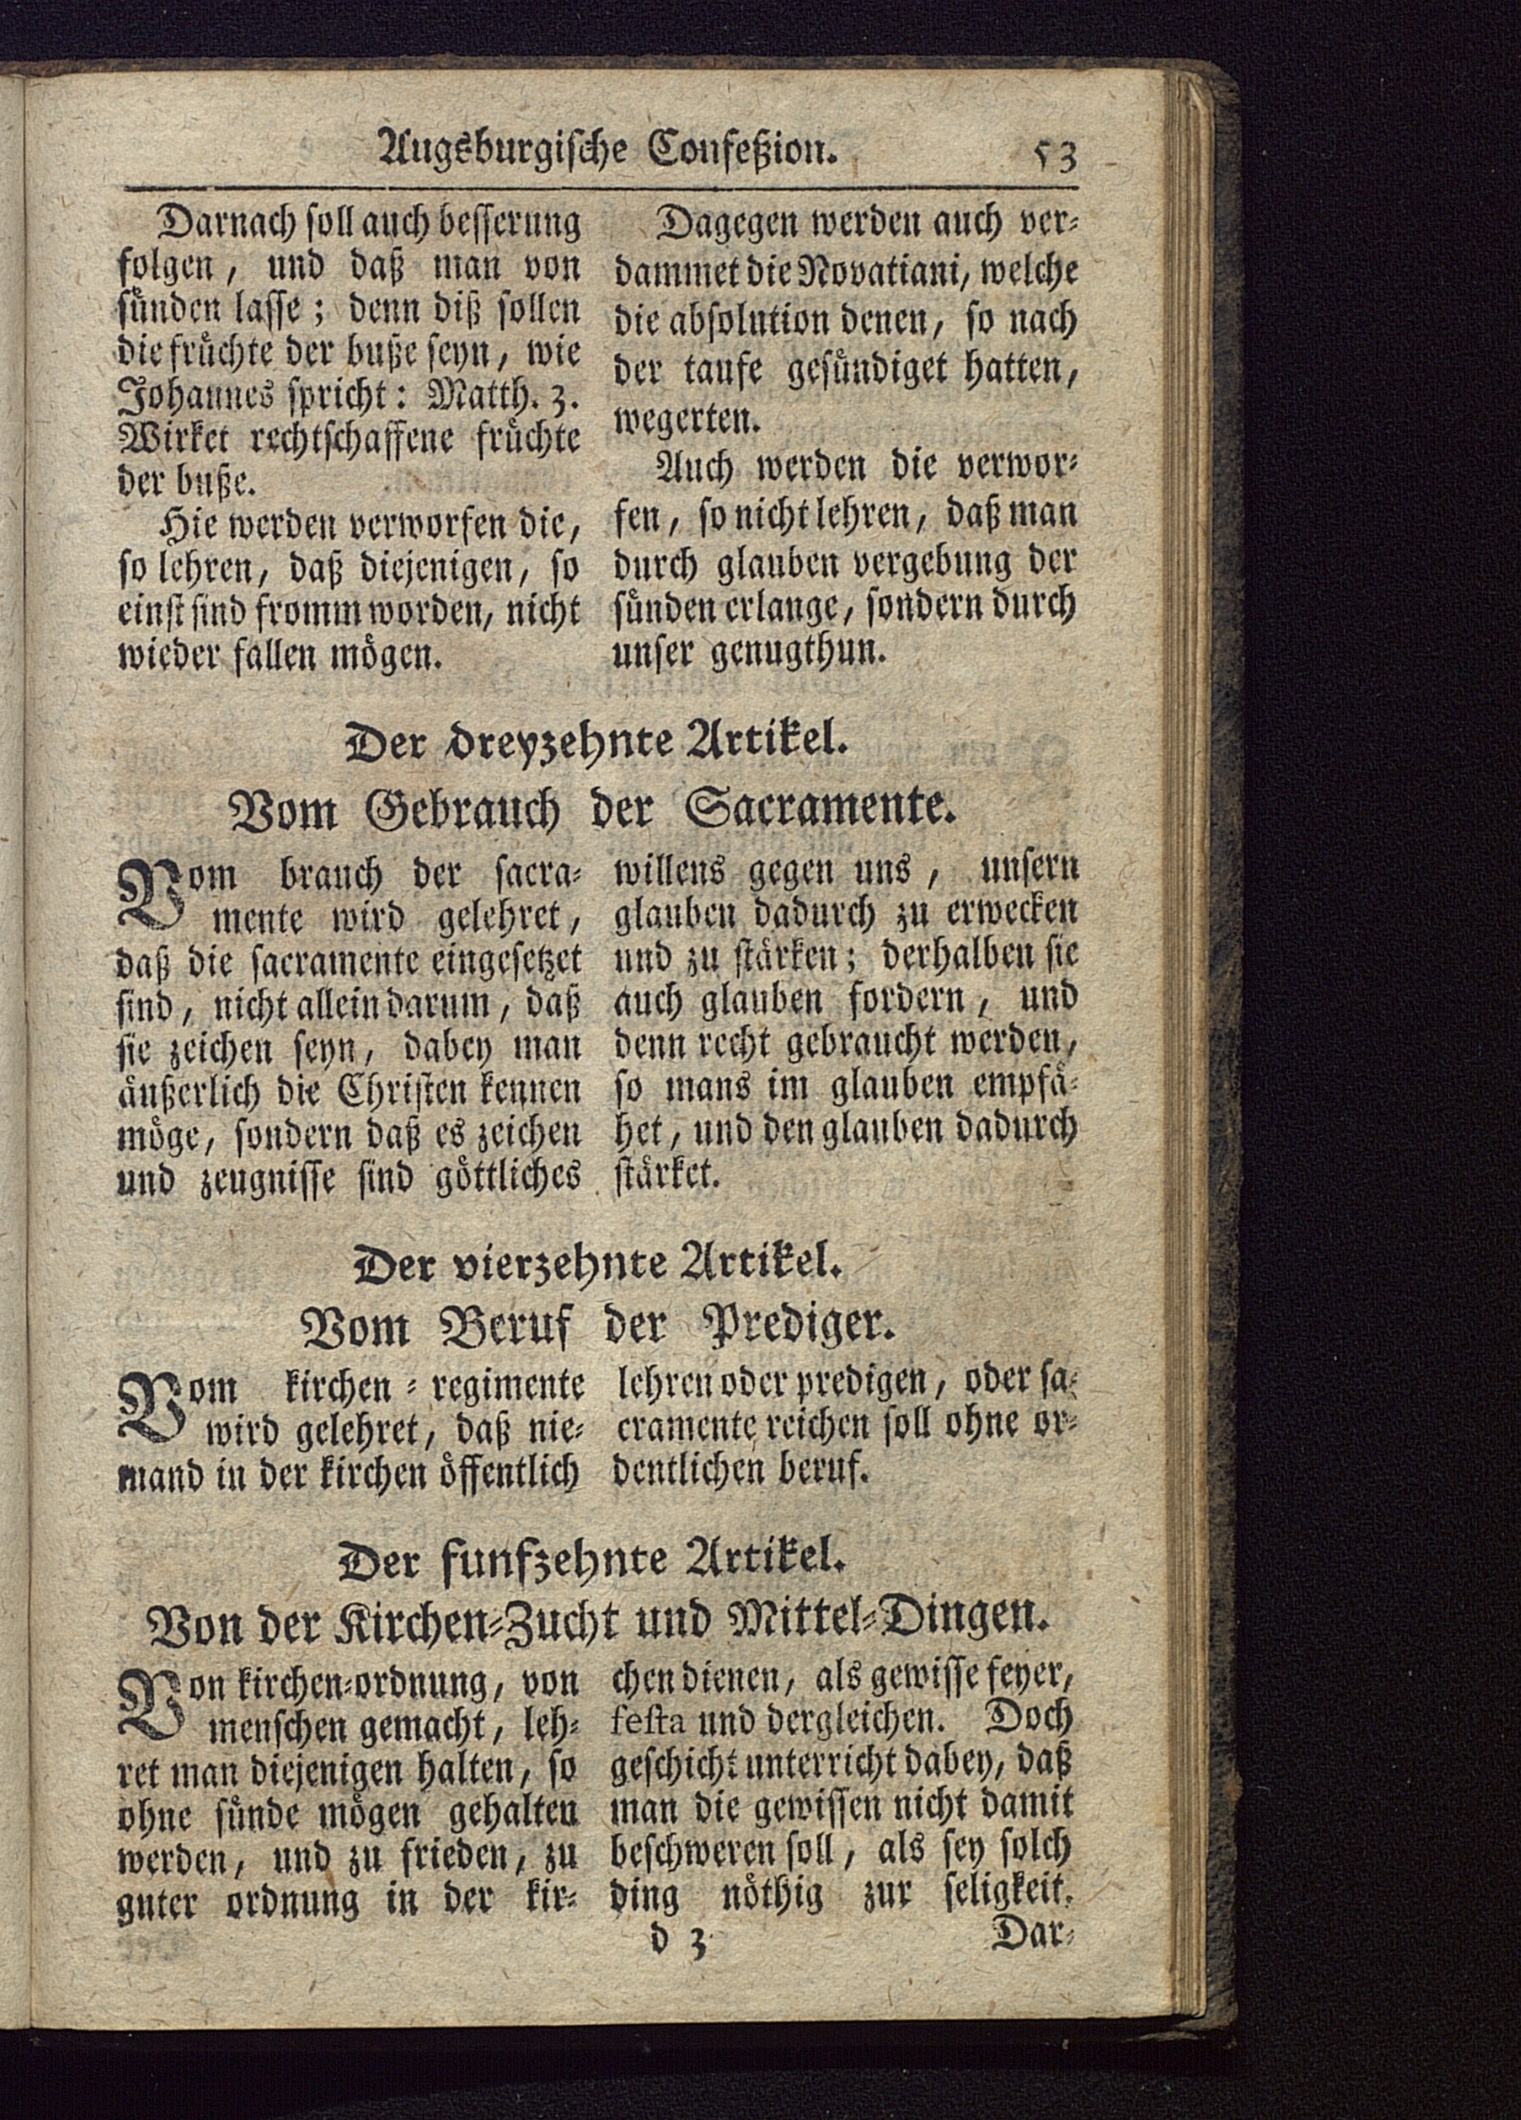 Augsburgische Confeßion. 53
Darnach soll auch besserung
folgen, und daß man von
sünden lasse; denn diß sollen
die früchte der buße seyn, wie
Johannes spricht: Matth. 3.
Wirket rechtschaffene früchte
der buße.
Hie werden verworfen die,
so lehren, daß diejenigen, so
einst sind fromm worden, nicht
wieder fallen mögen.
Dagegen werden auch ver-
dammet die Novatiani, welche
die absolution denen, so nach
der taufe gesündiget hatten,
wegerten.
Auch werden die verwor-
fen, so nicht lehren, daß man
durch glauben vergebung der
sünden erlange, sondern durch
unser genugthun.
Der dreyzehnte Artikel.
Vom Gebrauch der Sacramente.
Vom brauch der sacra-
mente wird gelehret,
daß die sacramente eingesetzet
sind, nicht allein darum, daß
sie zeichen seyn, dabey man
äußerlich die Christen kennen
möge, sondern daß es zeichen
und zeugnisse sind göttliches
willens gegen uns, unsern
glauben dadurch zu erwecken
und zu stärken; derhalben sie
auch glauben fordern, und
denn recht gebraucht werden,
so mans im glauben empfä-
het, und den glauben dadurch
stärket.
Der vierzehnte Artikel.
Vom Beruf der Prediger.
Vom kirchen-regimente
wird gelehret, daß nie-
mand in der kirchen öffentlich
lehren oder predigen, oder sa-
cramente reichen soll ohne or-
dentlichen beruf.
Der funfzehnte Artikel.
Von der Kirchen-Zucht und Mittel-Dingen.
Von kirchen-ordnung, von
menschen gemacht, leh-
ret man diejenigen halten, so
ohne sünde mögen gehalten
werden, und zu frieden, zu
guter ordnung in der kir-
chen dienen, als gewisse feyer,
festa und dergleichen. Doch
geschicht unterricht dabey, daß
man die gewissen nicht damit
beschweren soll, als sey solch
ding nöthig zur seligkeit.
d 3 Dar-